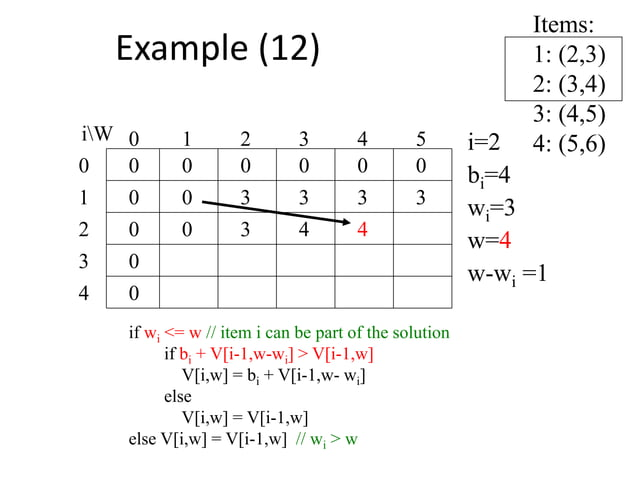 Example (12)
Items:
1: (2,3)
2: (3,4)
3: (4,5)
4: (5,6)
i\W 0 1 2 3 4 5
0 0 0 0 0 0 0
1 0 0 3 3 3 3
2 0 0 3 4 4
3 0
4 0
i=2
bi=4
wi=3
w=4
w-wi =1
if wi <= w // item i can be part of the solution
if bi + V[i-1,w-wi] > V[i-1,w]
V[i,w] = bi + V[i-1,w- wi]
else
V[i,w] = V[i-1,w]
else V[i,w] = V[i-1,w] // wi > w